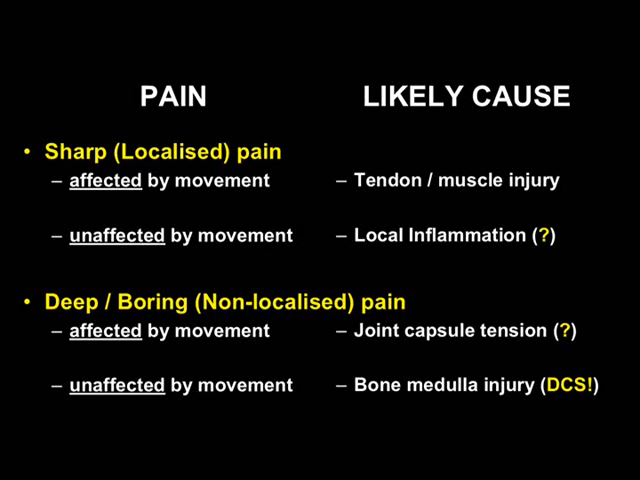 PAIN LIKELY CAUSE
• Sharp (Localised) pain
– affected by movement – Tendon / muscle injury
– unaffected by movement – Local Inflammation (?)
• Deep / Boring (Non-localised) pain
– affected by movement – Joint capsule tension (?)
– unaffected by movement – Bone medulla injury (DCS!)